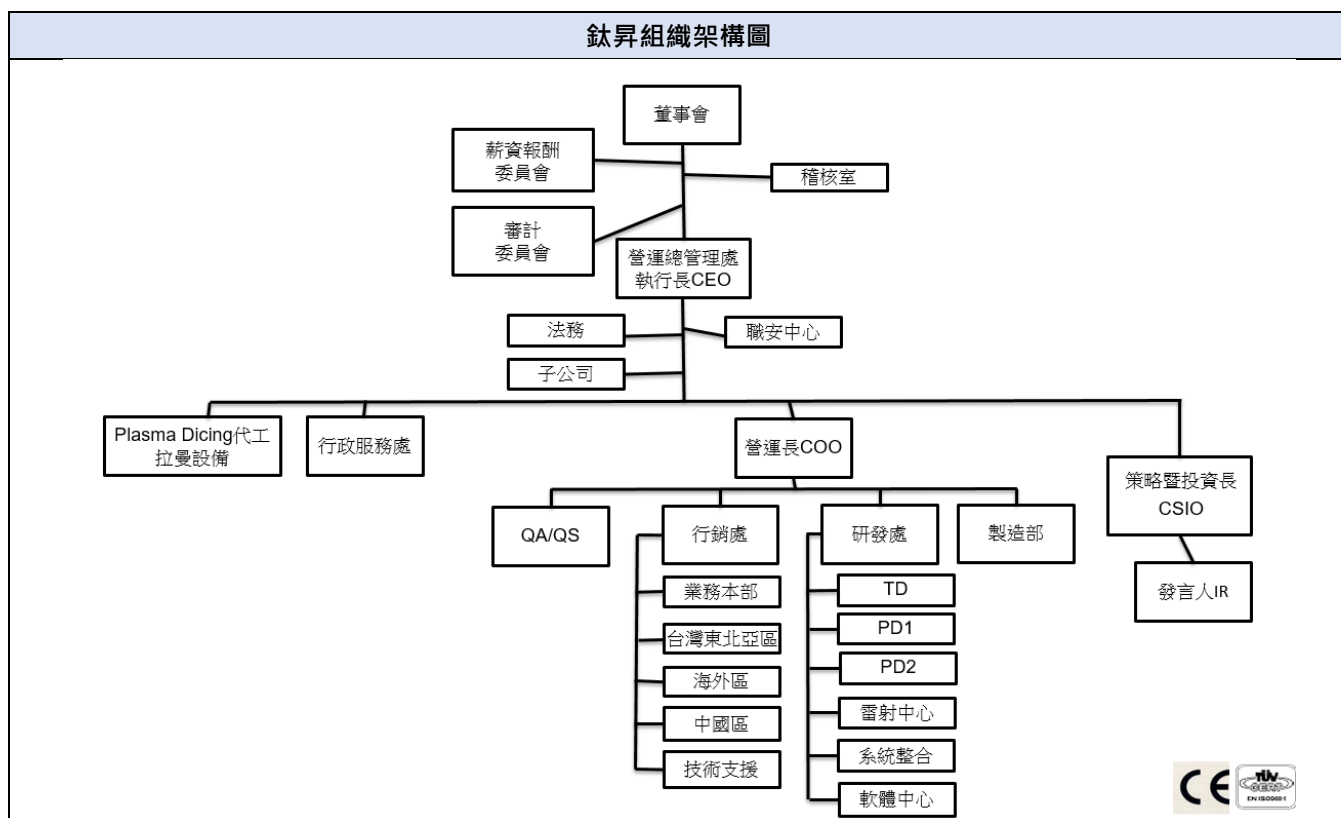 鈦昇組織架構圖
董事會
薪資報酬
委員會
稽核室
審計
委員會
營運總管理處
執行長CEO
法務
職安中心
子公司
Plasma Dicing代工
拉曼設備
行政服務處
營運長COO
策略暨投資長
CSIO
QA/QS
行銷處
研發處
製造部
發言人IR
業務本部
台灣東北亞區
海外區
中國區
技術支援
TD
PD1
PD2
雷射中心
系統整合
軟體中心
CE
TÜV
CERT
EN ISO9001